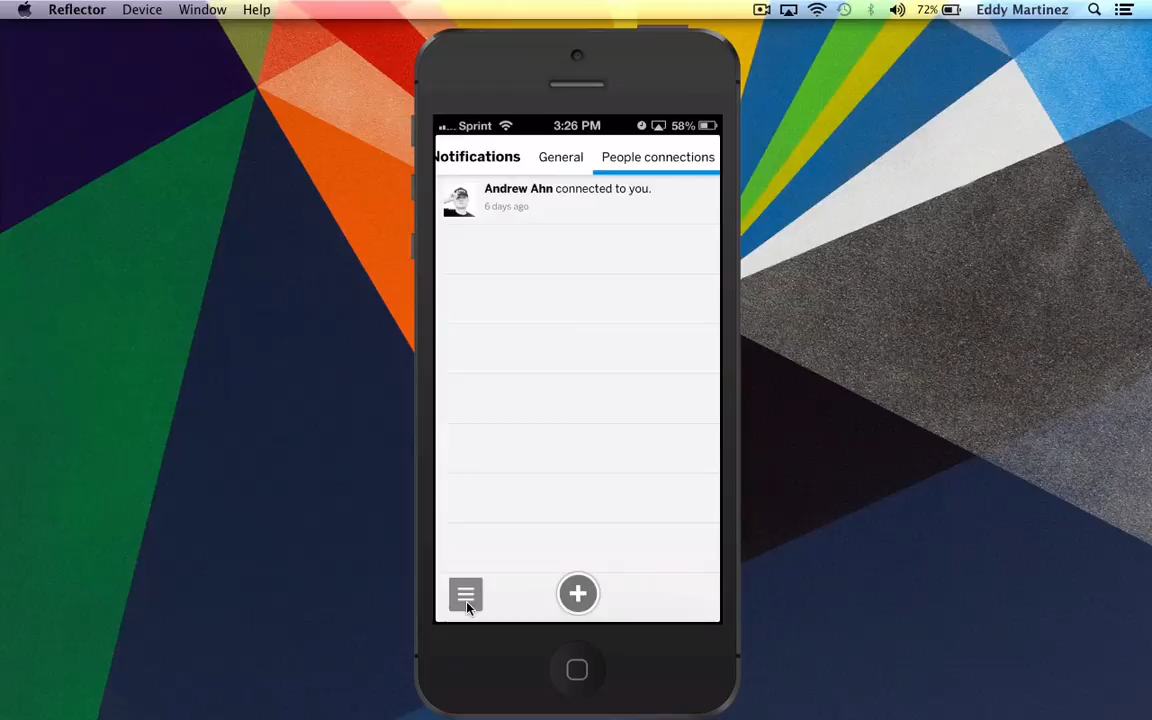 Reflector Device Window Help 72% Eddy Martinez
Sprint 3:26 PM 58%
Notifications General People connections
Andrew Ahn connected to you.
6 days ago